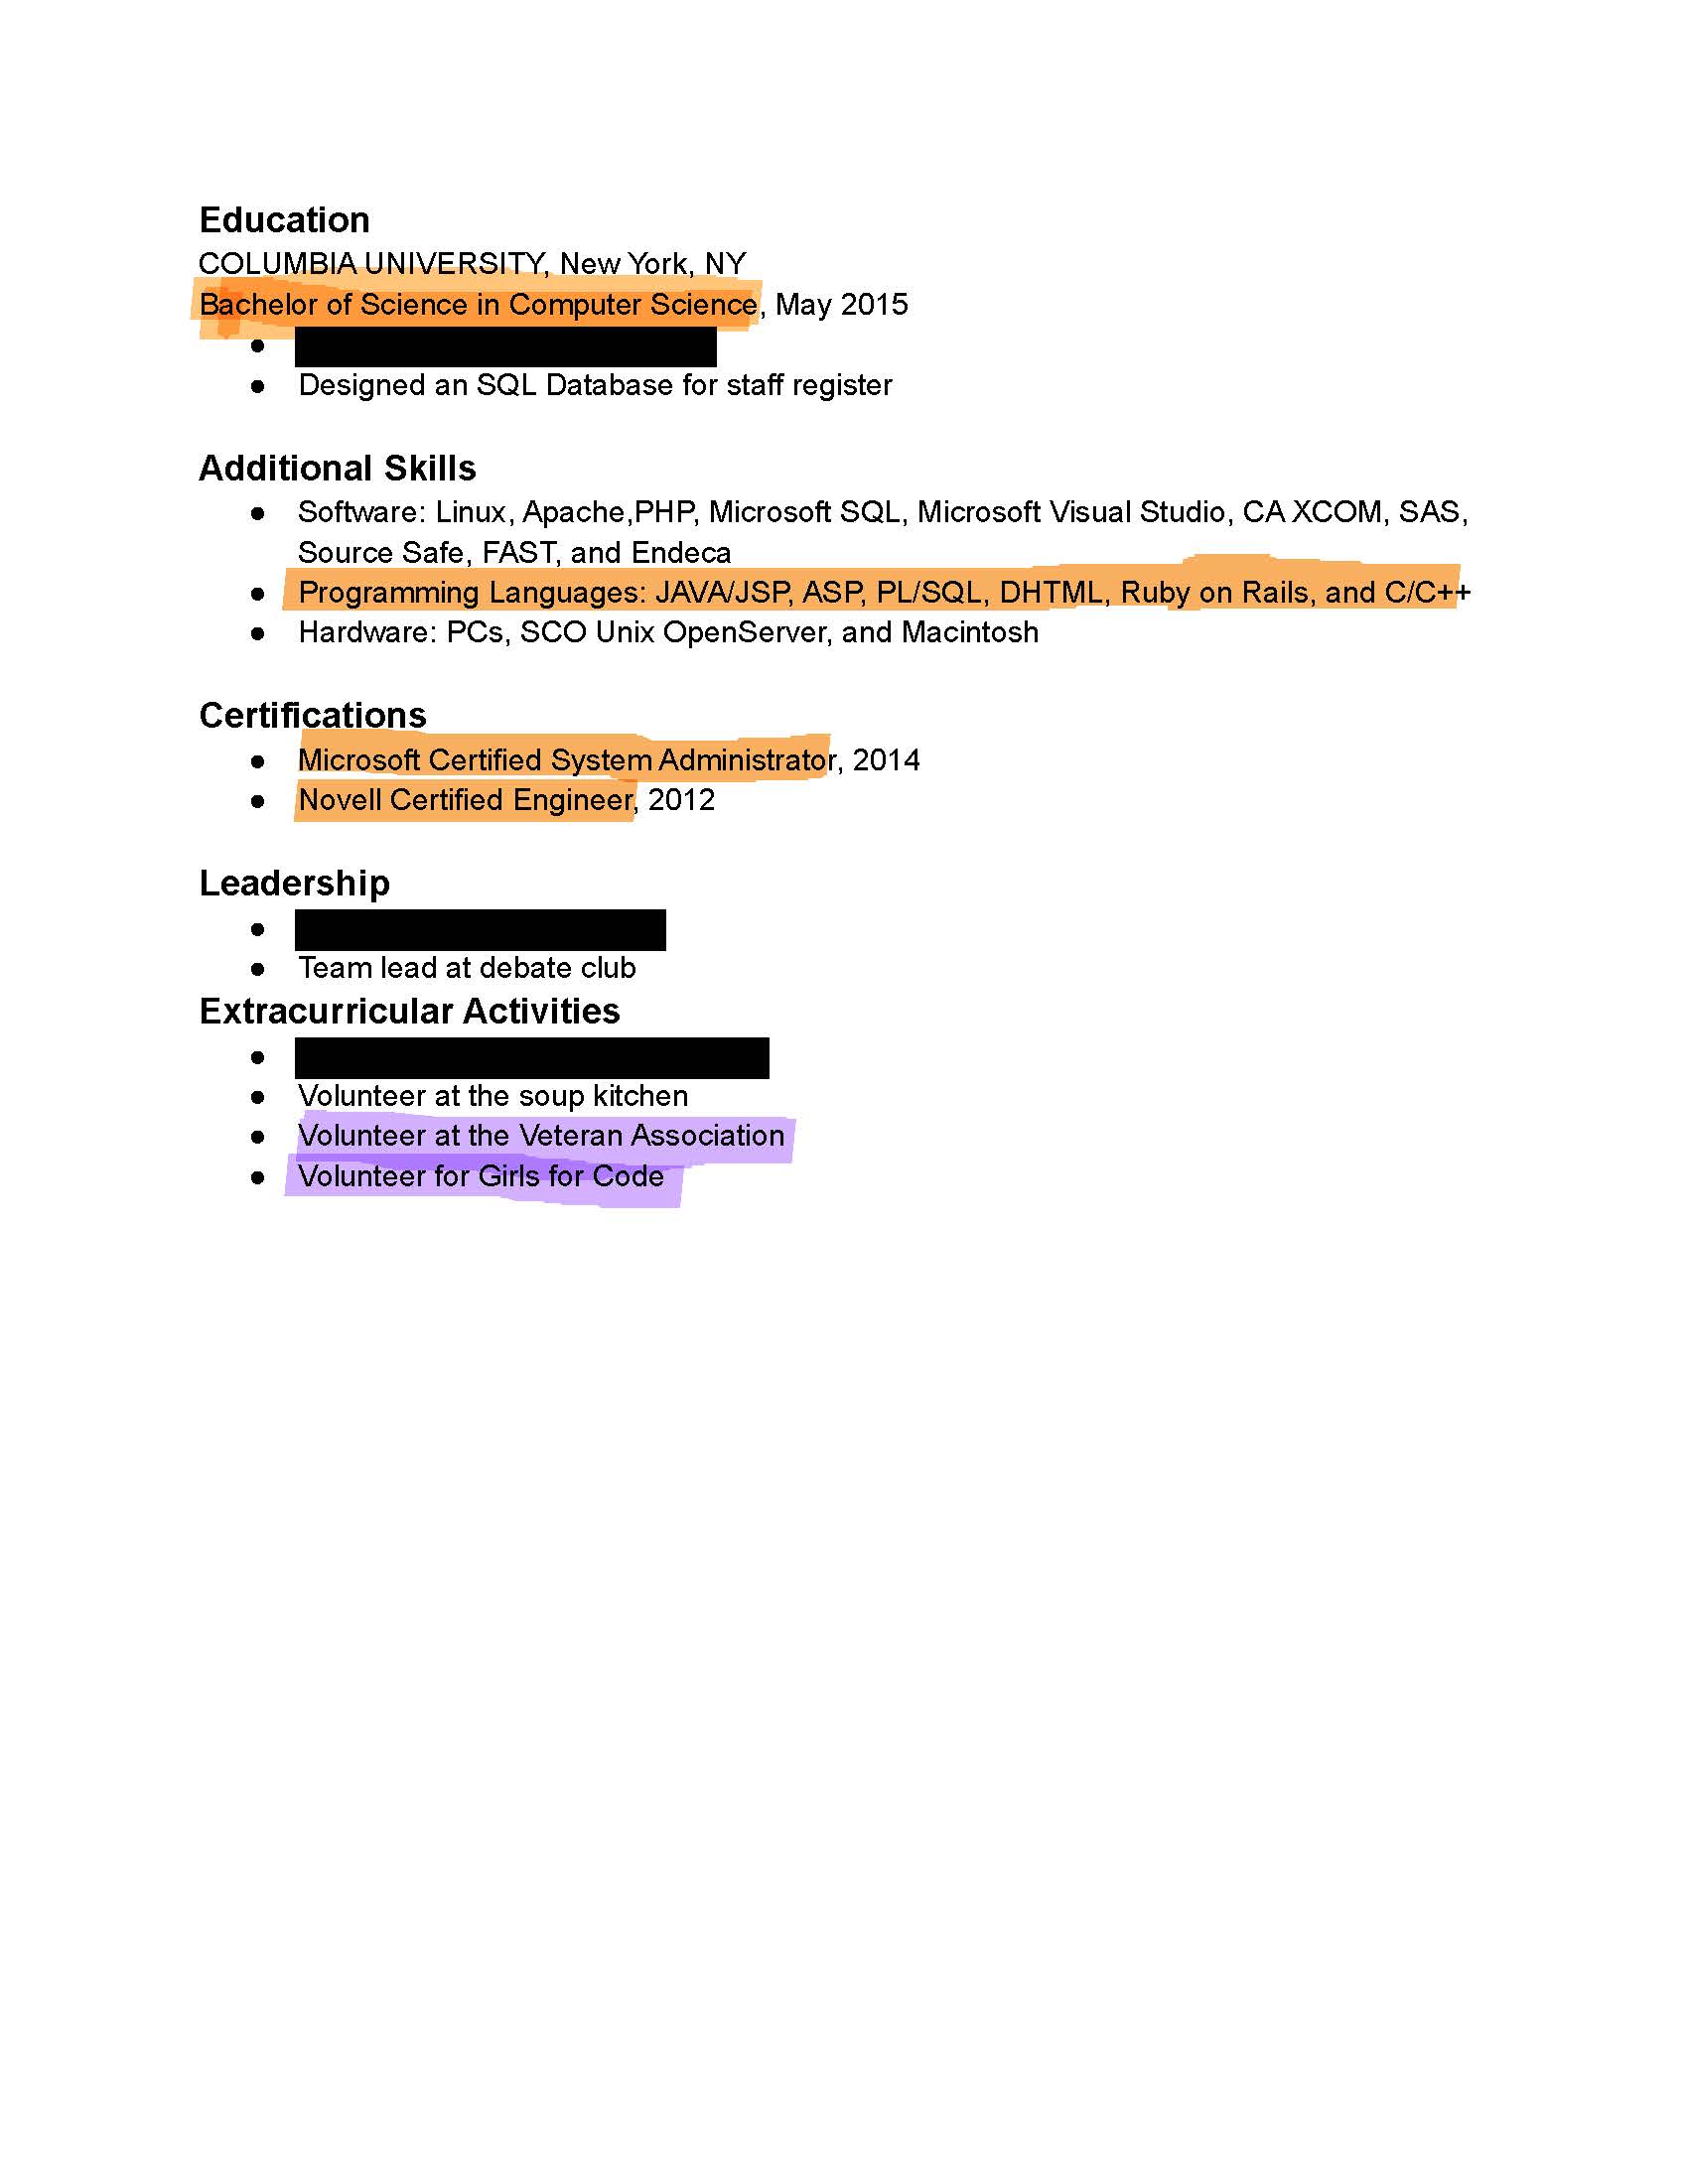 Education
COLUMBIA UNIVERSITY, New York, NY
Bachelor of Science in Computer Science, May 2015
●
● Designed an SQL Database for staff register
Additional Skills
● Software: Linux, Apache,PHP, Microsoft SQL, Microsoft Visual Studio, CA XCOM, SAS,
Source Safe, FAST, and Endeca
● Programming Languages: JAVA/JSP, ASP, PL/SQL, DHTML, Ruby on Rails, and C/C++
● Hardware: PCs, SCO Unix OpenServer, and Macintosh
Certifications
● Microsoft Certified System Administrator, 2014
● Novell Certified Engineer, 2012
Leadership
●
● Team lead at debate club
Extracurricular Activities
●
● Volunteer at the soup kitchen
● Volunteer at the Veteran Association
● Volunteer for Girls for Code